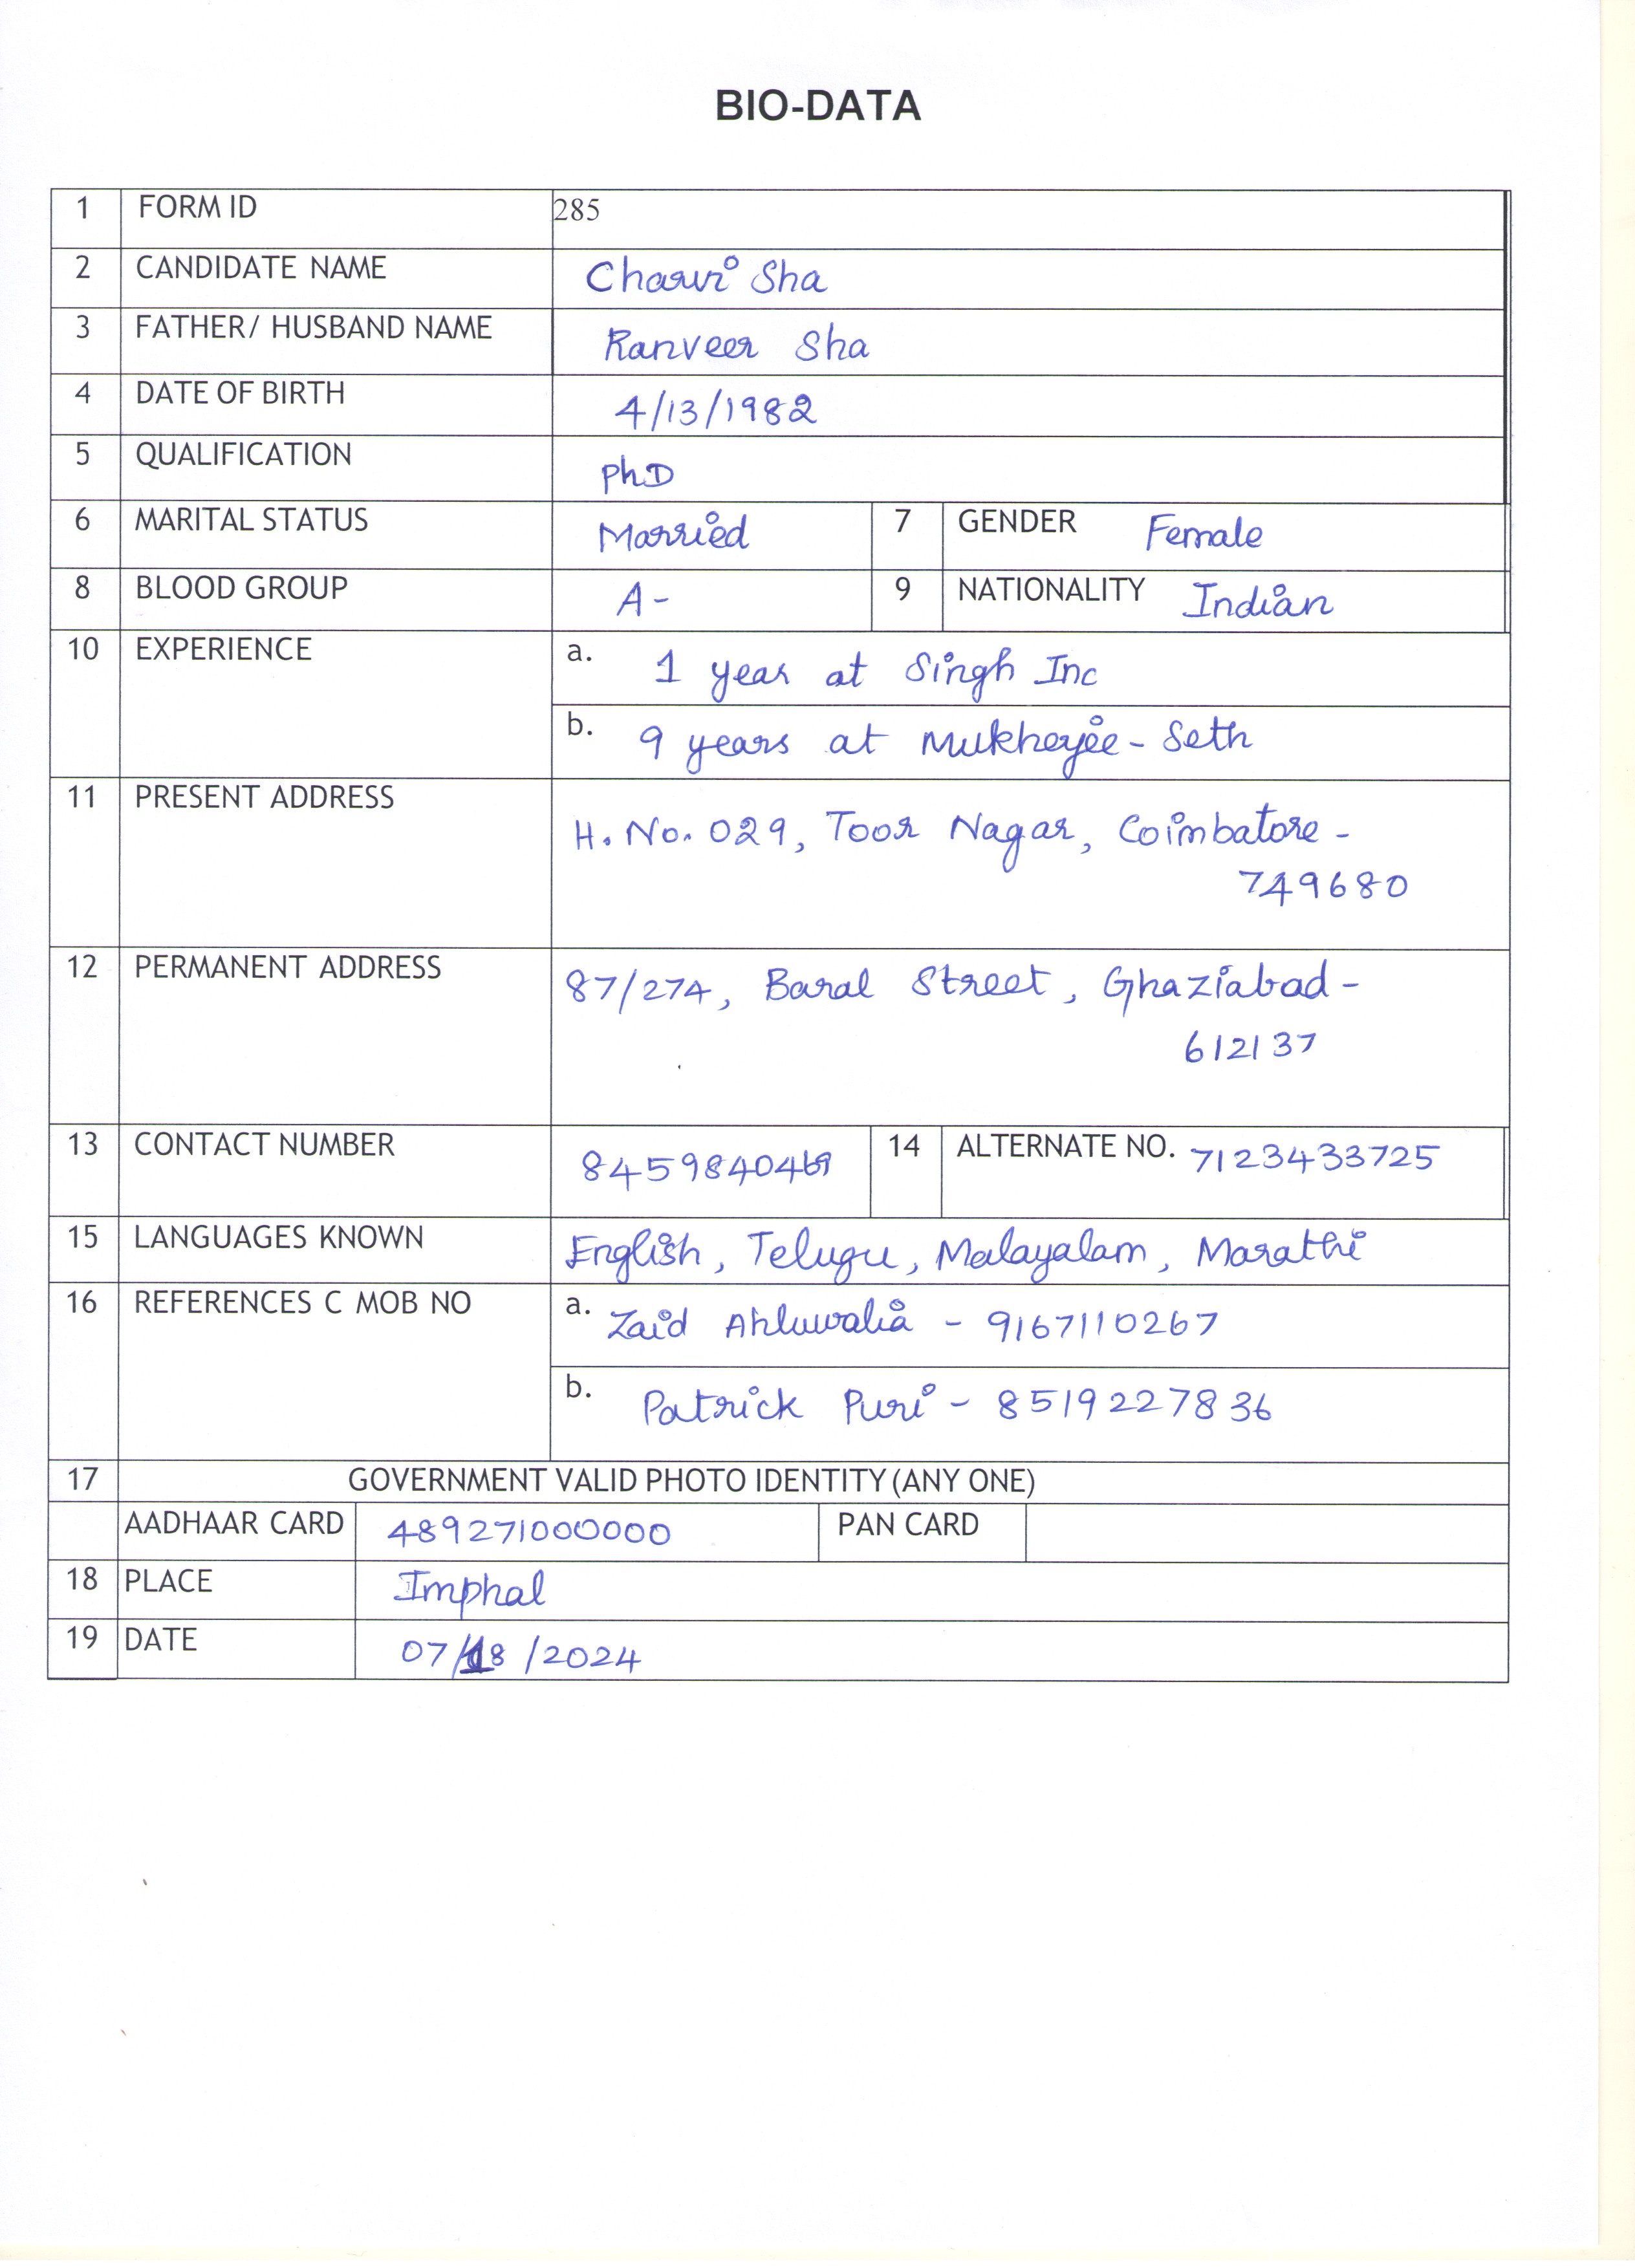 BIO-DATA
1 FORM ID 285
2 CANDIDATE NAME Charvi Sha
3 FATHER/ HUSBAND NAME Ranveer Sha
4 DATE OF BIRTH 4/13/1982
5 QUALIFICATION PhD
6 MARITAL STATUS Married 7 GENDER Female
8 BLOOD GROUP A- 9 NATIONALITY Indian
10 EXPERIENCE a. 1 year at Singh Inc
b. 9 years at Mukherjee - Seth
11 PRESENT ADDRESS
H. No. 029, Toor Nagar, Coimbatore -
749680
12 PERMANENT ADDRESS 87/274, Baral Street, Ghaziabad -
612137
13 CONTACT NUMBER 14 ALTERNATE NO. 7123433725
15 LANGUAGES KNOWN English, Telugu, Malayalam, Marathi
16 REFERENCES C MOB NO a. Zaid Ahluwalia - 9167110267
b. Patrick Puri - 8519227836
17 GOVERNMENT VALID PHOTO IDENTITY (ANY ONE)
AADHAAR CARD 489271000000 PAN CARD
18 PLACE Imphal
19 DATE 07/18/2024